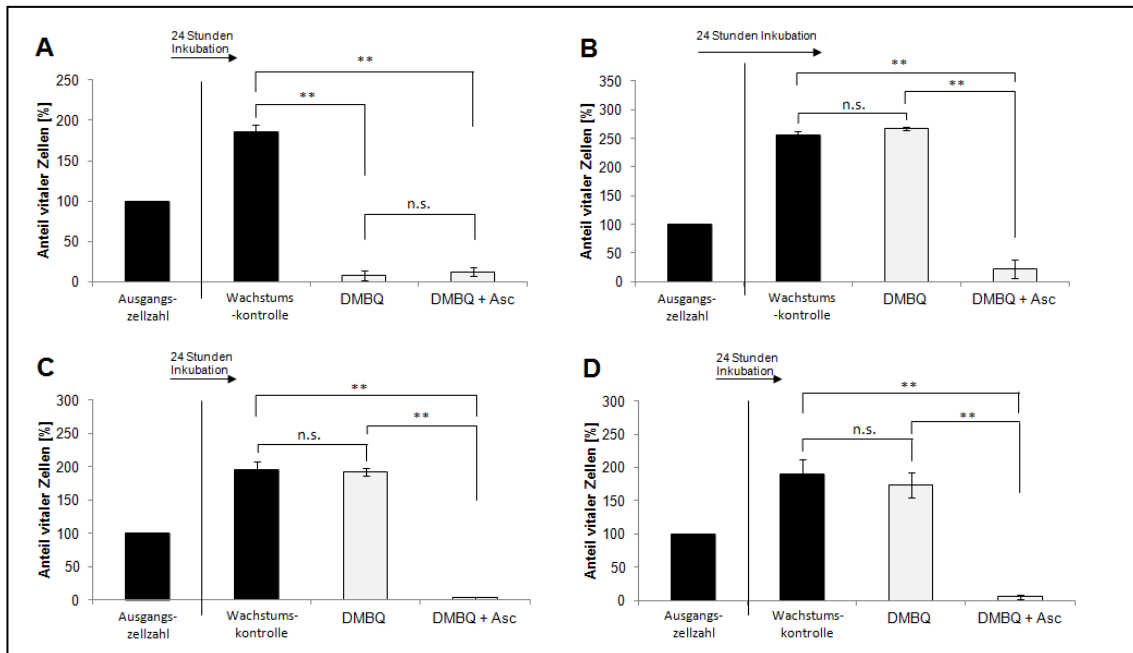 A
24 Stunden
Inkubation
**
**
n.s.
Anteil vitaler Zellen [%]
250
200
150
100
50
0
Ausgangs-
zellzahl
Wachstums
-kontrolle
DMBQ
DMBQ + Asc
B
24 Stunden Inkubation
**
**
n.s.
Anteil vitaler Zellen [%]
350
300
250
200
150
100
50
0
Ausgangs-
zellzahl
Wachstums
-kontrolle
DMBQ
DMBQ + Asc
C
24 Stunden
Inkubation
**
**
n.s.
Anteil vitaler Zellen [%]
300
250
200
150
100
50
0
Ausgangs-
zellzahl
Wachstums-
kontrolle
DMBQ
DMBQ + Asc
D
24 Stunden
Inkubation
**
**
n.s.
Anteil vitaler Zellen [%]
300
250
200
150
100
50
0
Ausgangs-
zellzahl
Wachstums-
kontrolle
DMBQ
DMBQ + Asc